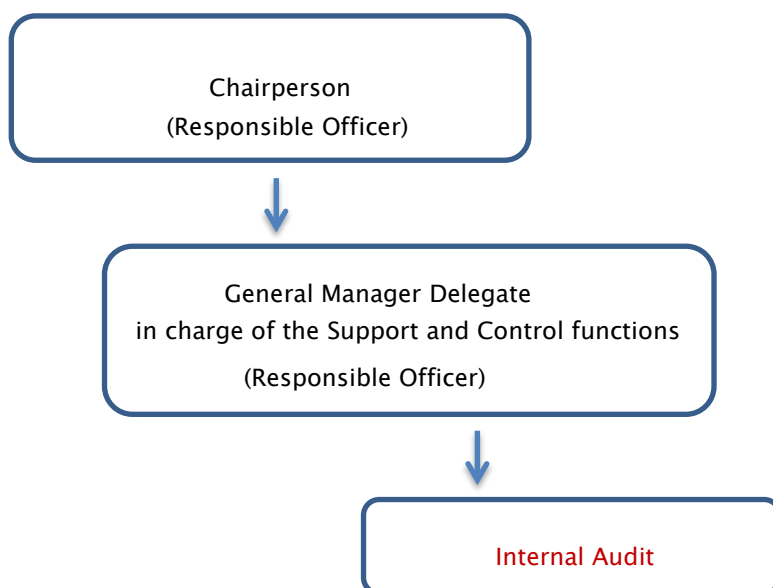 Chairperson
(Responsible Officer)
General Manager Delegate
in charge of the Support and Control functions
(Responsible Officer)
Internal Audit